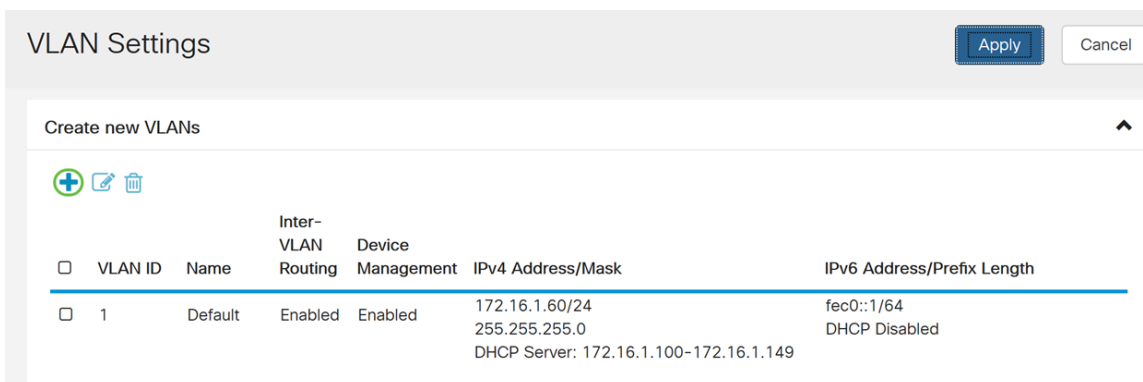 VLAN Settings
Apply
Cancel
Create new VLANs
Inter-
VLAN Device
VLAN ID Name Routing Management IPv4 Address/Mask IPv6 Address/Prefix Length
1 Default Enabled Enabled 172.16.1.60/24 fec0::1/64
255.255.255.0 DHCP Disabled
DHCP Server: 172.16.1.100-172.16.1.149